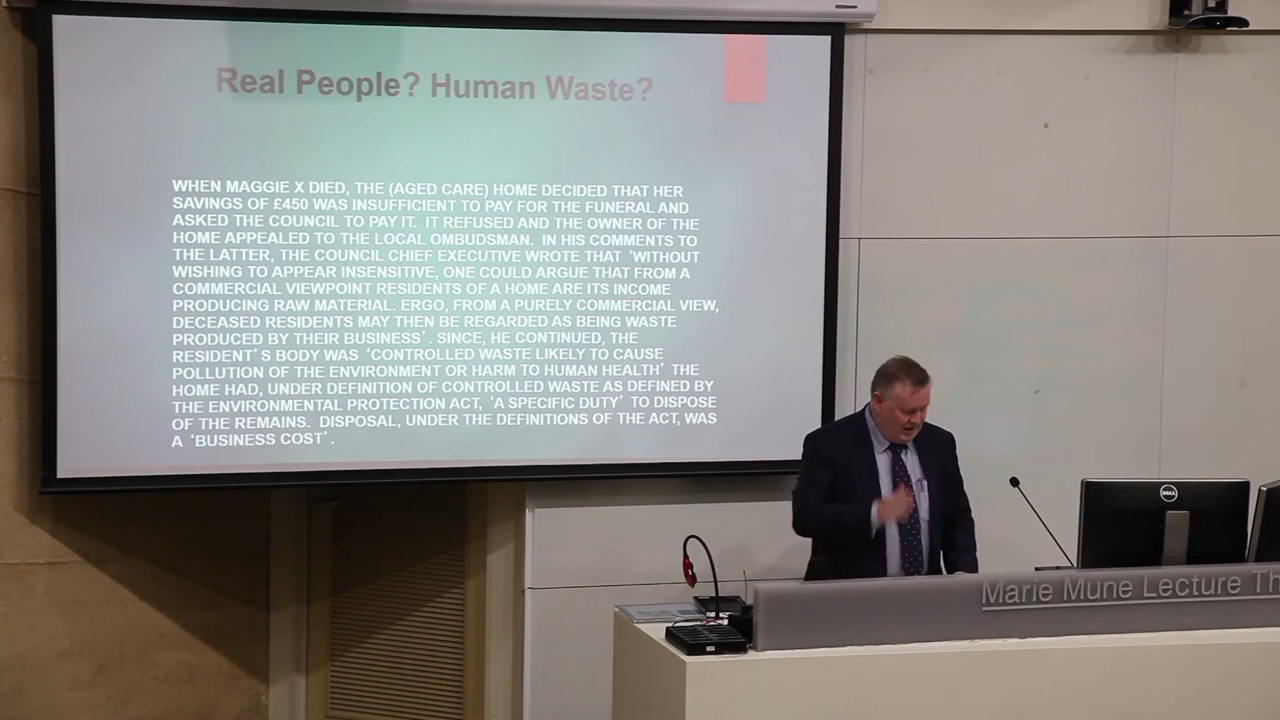 Real People? Human Waste?
WHEN MAGGIE X DIED, THE (AGED CARE) HOME DECIDED THAT HER
SAVINGS OF £450 WAS INSUFFICIENT TO PAY FOR THE FUNERAL AND
ASKED THE COUNCIL TO PAY IT. IT REFUSED AND THE OWNER OF THE
HOME APPEALED TO THE LOCAL OMBUDSMAN. IN HIS COMMENTS TO
THE LATTER, THE COUNCIL CHIEF EXECUTIVE WROTE THAT 'WITHOUT
WISHING TO APPEAR INSENSITIVE, ONE COULD ARGUE THAT FROM A
COMMERCIAL VIEWPOINT RESIDENTS OF A HOME ARE ITS INCOME
PRODUCING RAW MATERIAL. ERGO, FROM A PURELY COMMERCIAL VIEW,
DECEASED RESIDENTS MAY THEN BE REGARDED AS BEING WASTE
PRODUCED BY THEIR BUSINESS'. SINCE, HE CONTINUED, THE
RESIDENT'S BODY WAS 'CONTROLLED WASTE LIKELY TO CAUSE
POLLUTION OF THE ENVIRONMENT OR HARM TO HUMAN HEALTH' THE
HOME HAD, UNDER DEFINITION OF CONTROLLED WASTE AS DEFINED BY
THE ENVIRONMENTAL PROTECTION ACT, 'A SPECIFIC DUTY' TO DISPOSE
OF THE REMAINS. DISPOSAL, UNDER THE DEFINITIONS OF THE ACT, WAS
A 'BUSINESS COST'.
DELL
Marie Mune Lecture Th